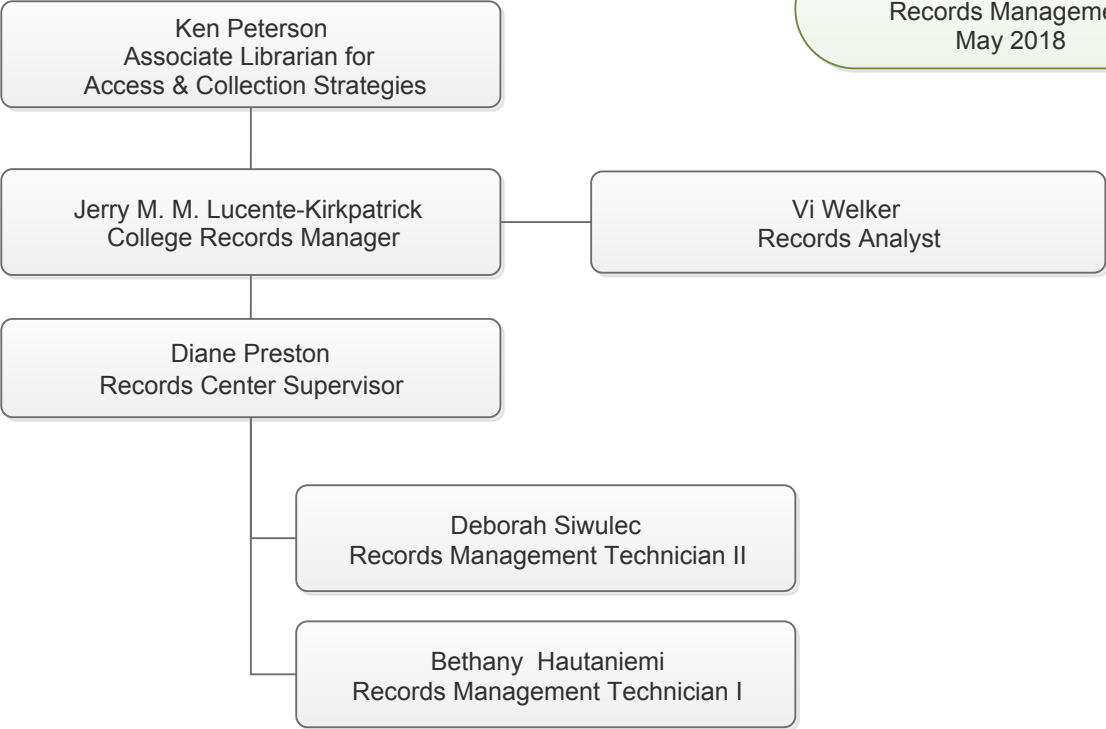 Records
May 2018
Ken Peterson
Associate Librarian for
Access & Collection Strategies
Jerry M. M. Lucente-Kirkpatrick
College Records Manager
Vi Welker
Records Analyst
Diane Preston
Records Center Supervisor
Deborah Siwulec
Records Management Technician II
Bethany  Hautaniemi
Records Management Technician I